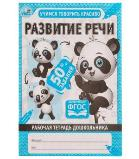 УЧИМСЯ ГОВОРИТЬ КРАСИВО
РАЗВИТИЕ РЕЧИ
50
ФГОС
РАБОЧАЯ ТЕТРАДЬ ДОШКОЛЬНИКА